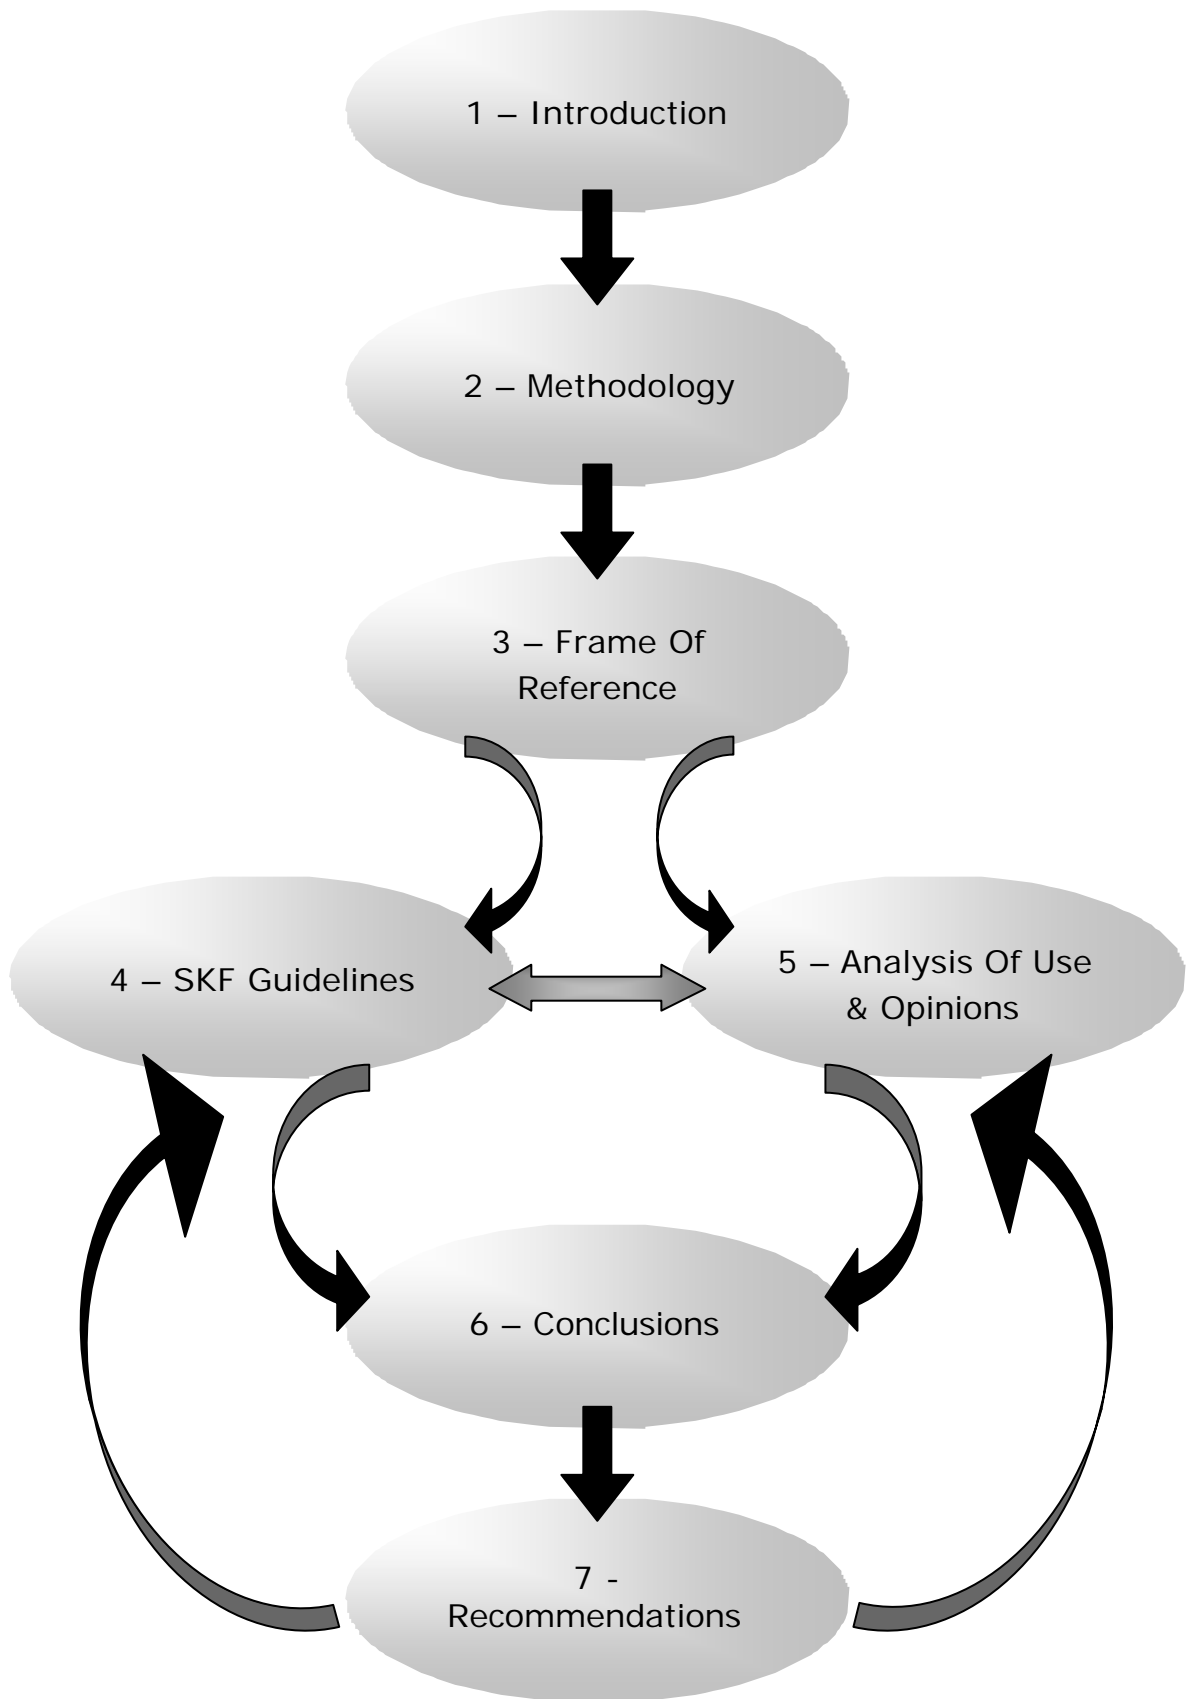 1 – Introduction
2 – Methodology
3 – Frame Of
Reference
4 – SKF Guidelines
5 – Analysis Of Use
& Opinions
6 – Conclusions
7 -
Recommendations